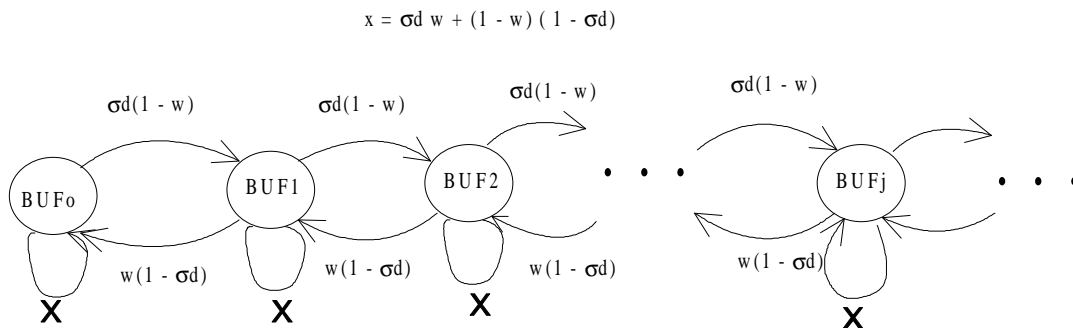 x = σd w + (1 - w) ( 1 - σd)
σd(1 - w)
σd(1 - w)
σd(1 - w)
σd(1 - w)
BUFo
BUF1
BUF2
. . .
BUFj
. . .
w(1 - σd)
w(1 - σd)
w(1 - σd)
w(1 - σd)
x
x
x
x